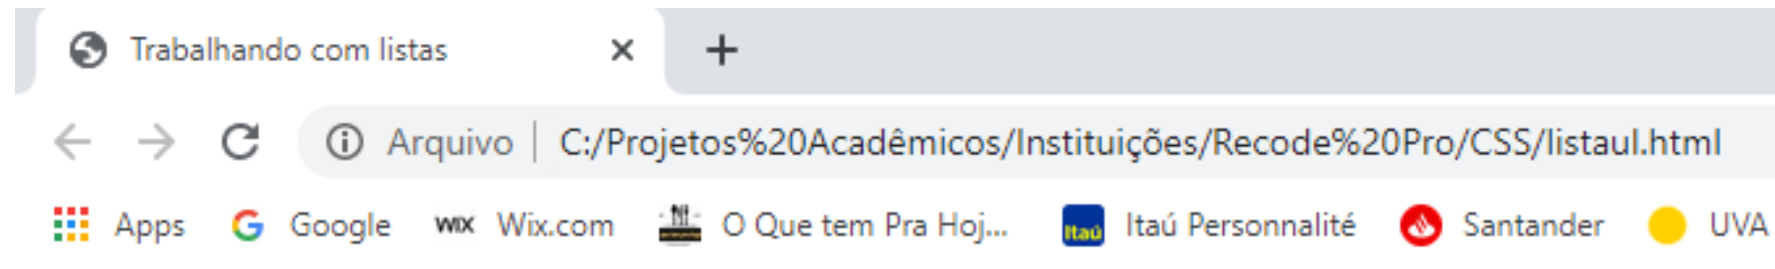 Trabalhando com listas
Arquivo | C:/Projetos%20Acadêmicos/Instituições/Recode%20Pro/CSS/listaul.html
Apps Google WIX Wix.com O Que tem Pra Hoj... Itaú Itaú Personnalité Santander UVA